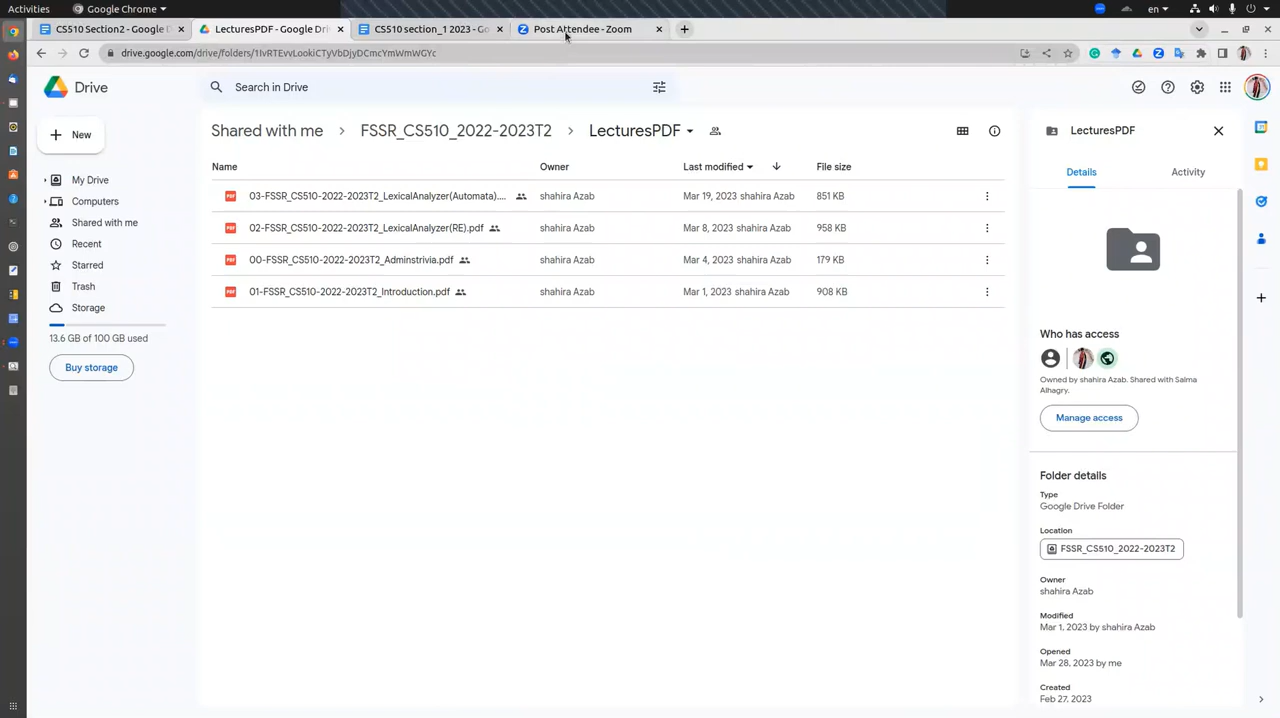 Activities
Google Chrome
en
CS510 Section2 - Google D
LecturesPDF - Google Dri
CS510 section_1 2023 - Go
Post Attendee - Zoom
drive.google.com/drive/folders/1IvRTEvvLookiCTyVbDjyDCmcYmWmWGYc
Drive
Search in Drive
New
My Drive
Computers
Shared with me
Recent
Starred
Trash
Storage
13.6 GB of 100 GB used
Buy storage
Shared with me
FSSR_CS510_2022-2023T2
LecturesPDF
Name Owner Last modified File size
03-FSSR_CS510-2022-2023T2_LexicalAnalyzer(Automata).... shahira Azab Mar 19, 2023 shahira Azab 851 KB
02-FSSR_CS510-2022-2023T2_LexicalAnalyzer(RE).pdf shahira Azab Mar 8, 2023 shahira Azab 958 KB
00-FSSR_CS510-2022-2023T2_Adminstrivia.pdf shahira Azab Mar 4, 2023 shahira Azab 179 KB
01-FSSR_CS510-2022-2023T2_Introduction.pdf shahira Azab Mar 1, 2023 shahira Azab 908 KB
LecturesPDF
Details Activity
Who has access
Owned by shahira Azab. Shared with Salma
Alhagry.
Manage access
Folder details
Type
Google Drive Folder
Location
FSSR_CS510_2022-2023T2
Owner
shahira Azab
Modified
Mar 1, 2023 by shahira Azab
Opened
Mar 28, 2023 by me
Created
Feb 27, 2023